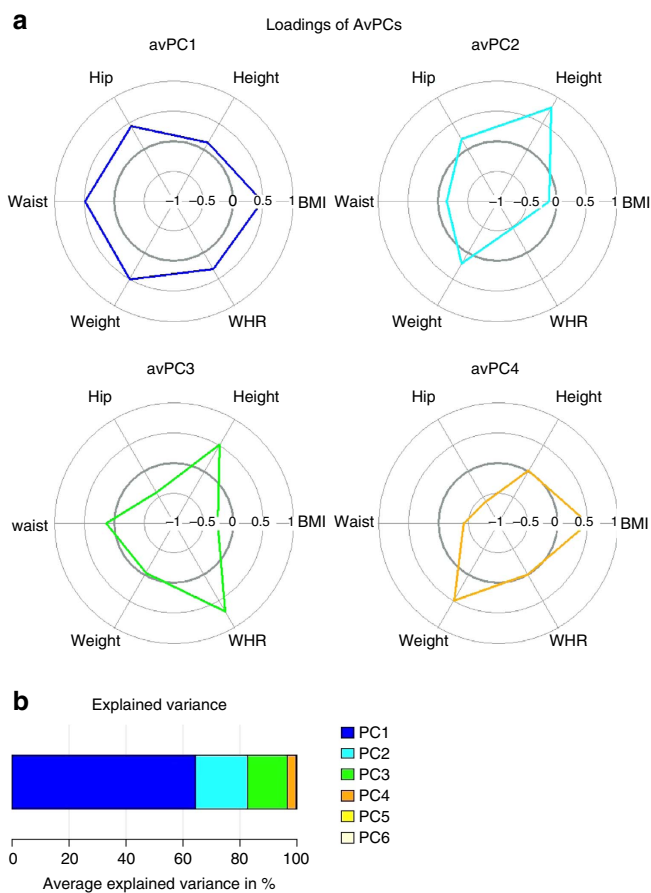 a
Loadings of AvPCs
avPC1
avPC2
Hip
Height
Hip
Height
Waist
−1
−0.5
0
0.5
1
BMI
Waist
−1
−0.5
0
0.5
1
BMI
Weight
WHR
Weight
WHR
avPC3
avPC4
Hip
Height
Hip
Height
waist
−1
−0.5
0
0.5
1
BMI
Waist
−1
−0.5
0
0.5
1
BMI
Weight
WHR
Weight
WHR
b
Explained variance
PC1
PC2
PC3
PC4
PC5
PC6
0 20 40 60 80 100
Average explained variance in %